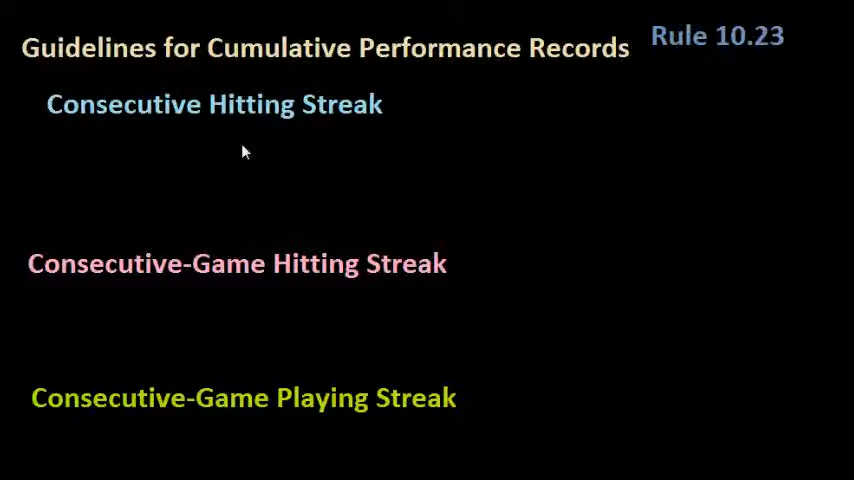 Guidelines for Cumulative Performance Records
Rule 10.23
Consecutive Hitting Streak
Consecutive-Game Hitting Streak
Consecutive-Game Playing Streak